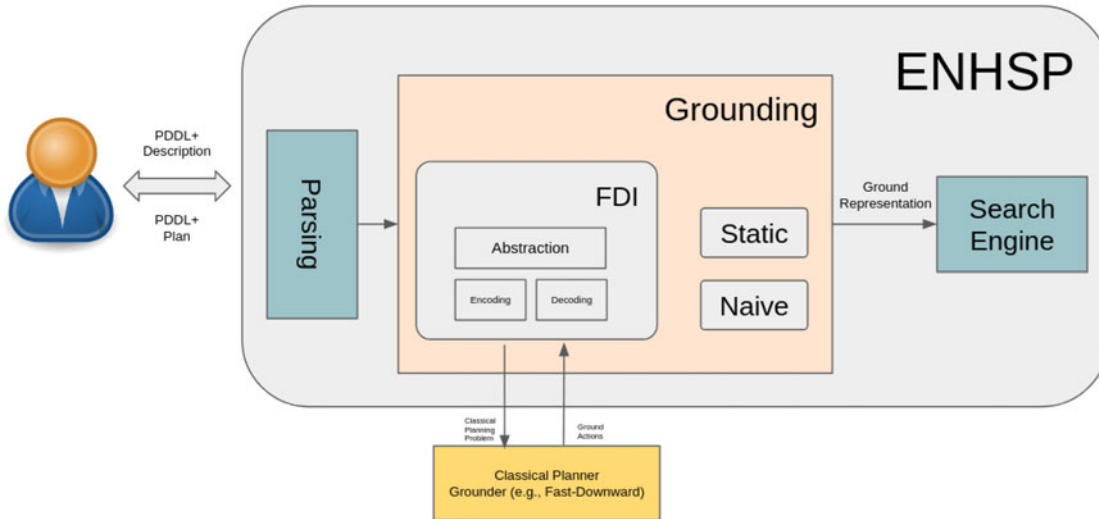 ENHSP
PDDL+
Description
PDDL+
Plan
Parsing
Grounding
FDI
Abstraction
Encoding
Decoding
Static
Naive
Ground
Representation
Search
Engine
Classical
Planning
Problem
Ground
Actions
Classical Planner
Grounder (e.g., Fast-Downward)